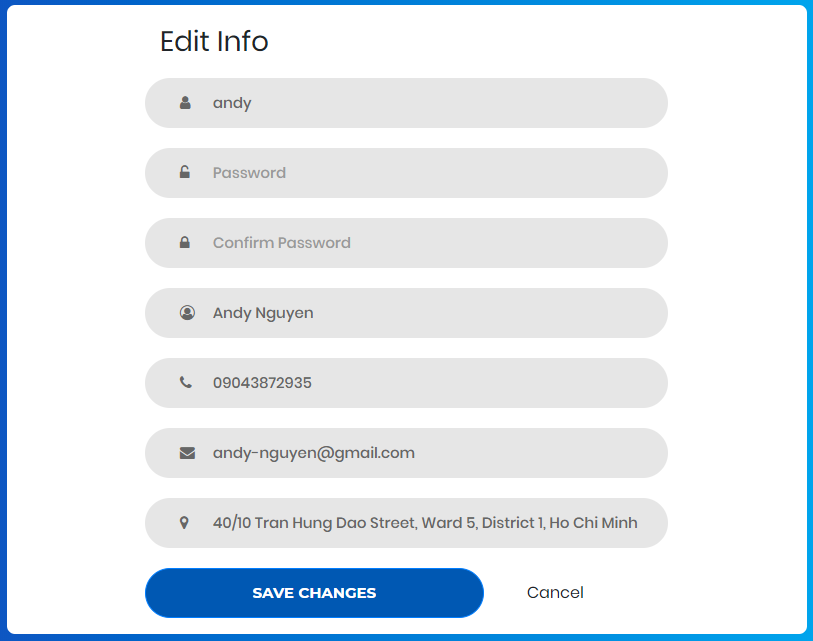 Edit Info
andy
Password
Confirm Password
Andy Nguyen
09043872935
andy-nguyen@gmail.com
40/10 Tran Hung Dao Street, Ward 5, District 1, Ho Chi Minh
SAVE CHANGES
Cancel